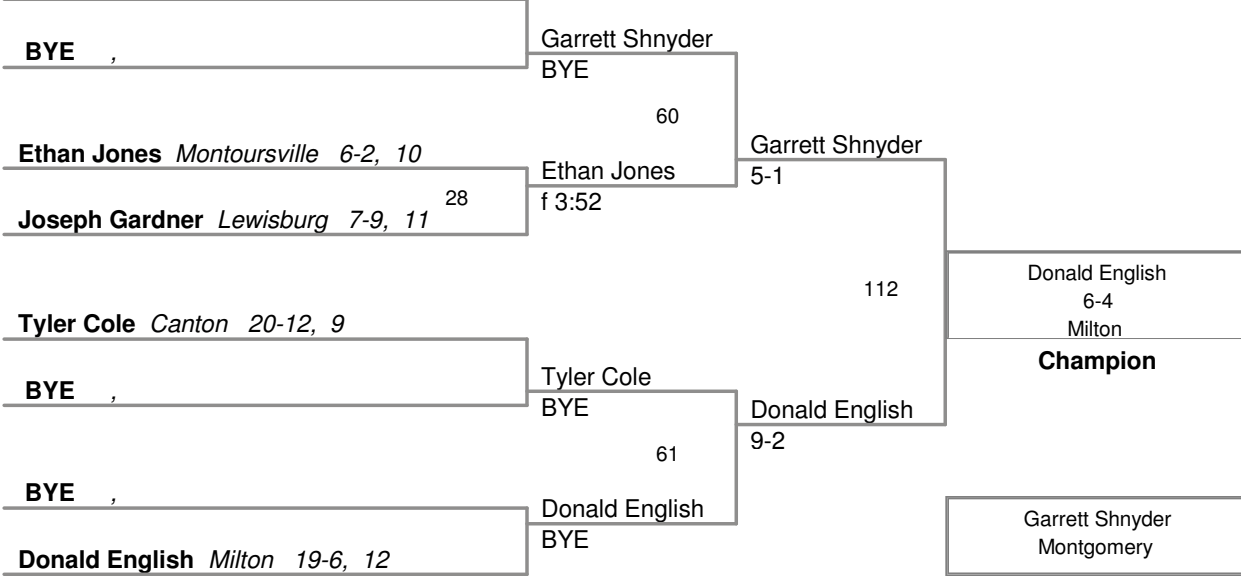 BYE ,
Garrett Shnyder
BYE
60
Ethan Jones Montoursville 6-2, 10
Ethan Jones
f 3:52
28
Joseph Gardner Lewisburg 7-9, 11
Garrett Shnyder
5-1
112
Donald English
6-4
Milton
Champion
Tyler Cole Canton 20-12, 9
Tyler Cole
BYE
BYE ,
61
Donald English
9-2
BYE ,
Donald English
BYE
Donald English Milton 19-6, 12
Garrett Shnyder
Montgomery